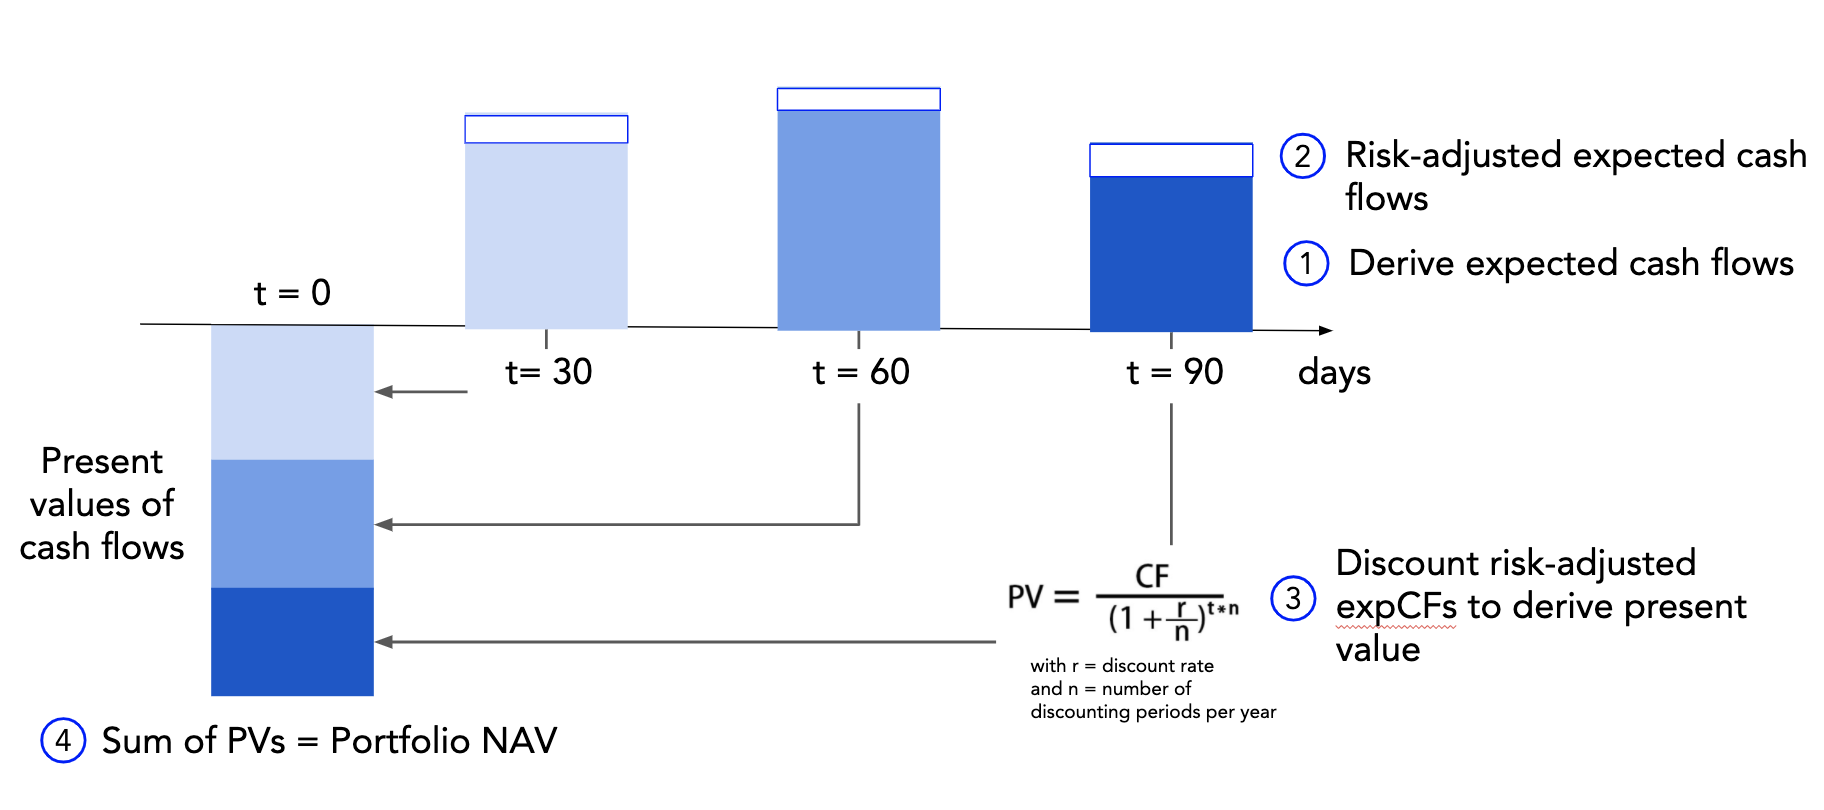 2 Risk-adjusted expected cash
flows
1 Derive expected cash flows
t = 0
t= 30
t = 60
t = 90
days
Present
values of
cash flows
PV = CF / (1 + r/n)^t*n
with r = discount rate
and n = number of
discounting periods per year
3 Discount risk-adjusted
expCFs to derive present
value
4 Sum of PVs = Portfolio NAV